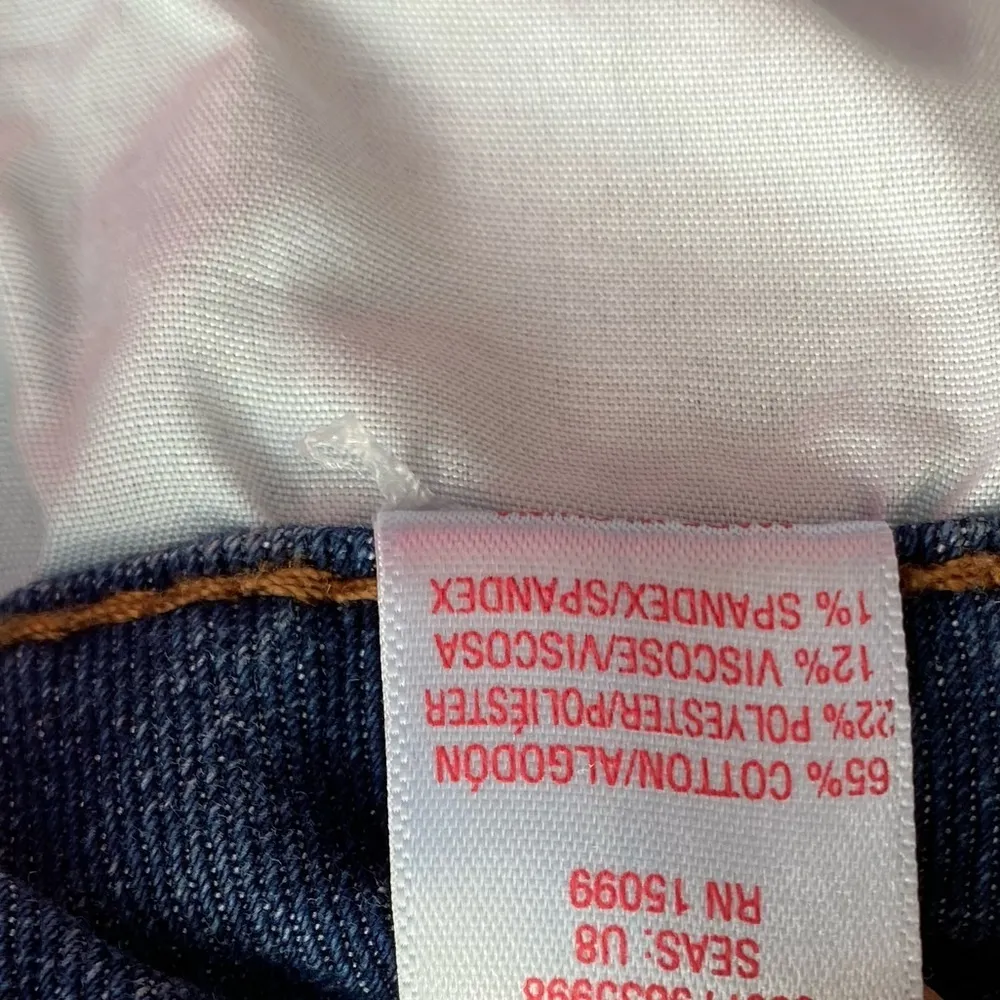 SEAS: U8
RN 15099
65% COTTON/ALGODÓN
22% POLYESTER/POLIÉSTER
12% VISCOSE/VISCOSA
1% SPANDEX/SPANDEX